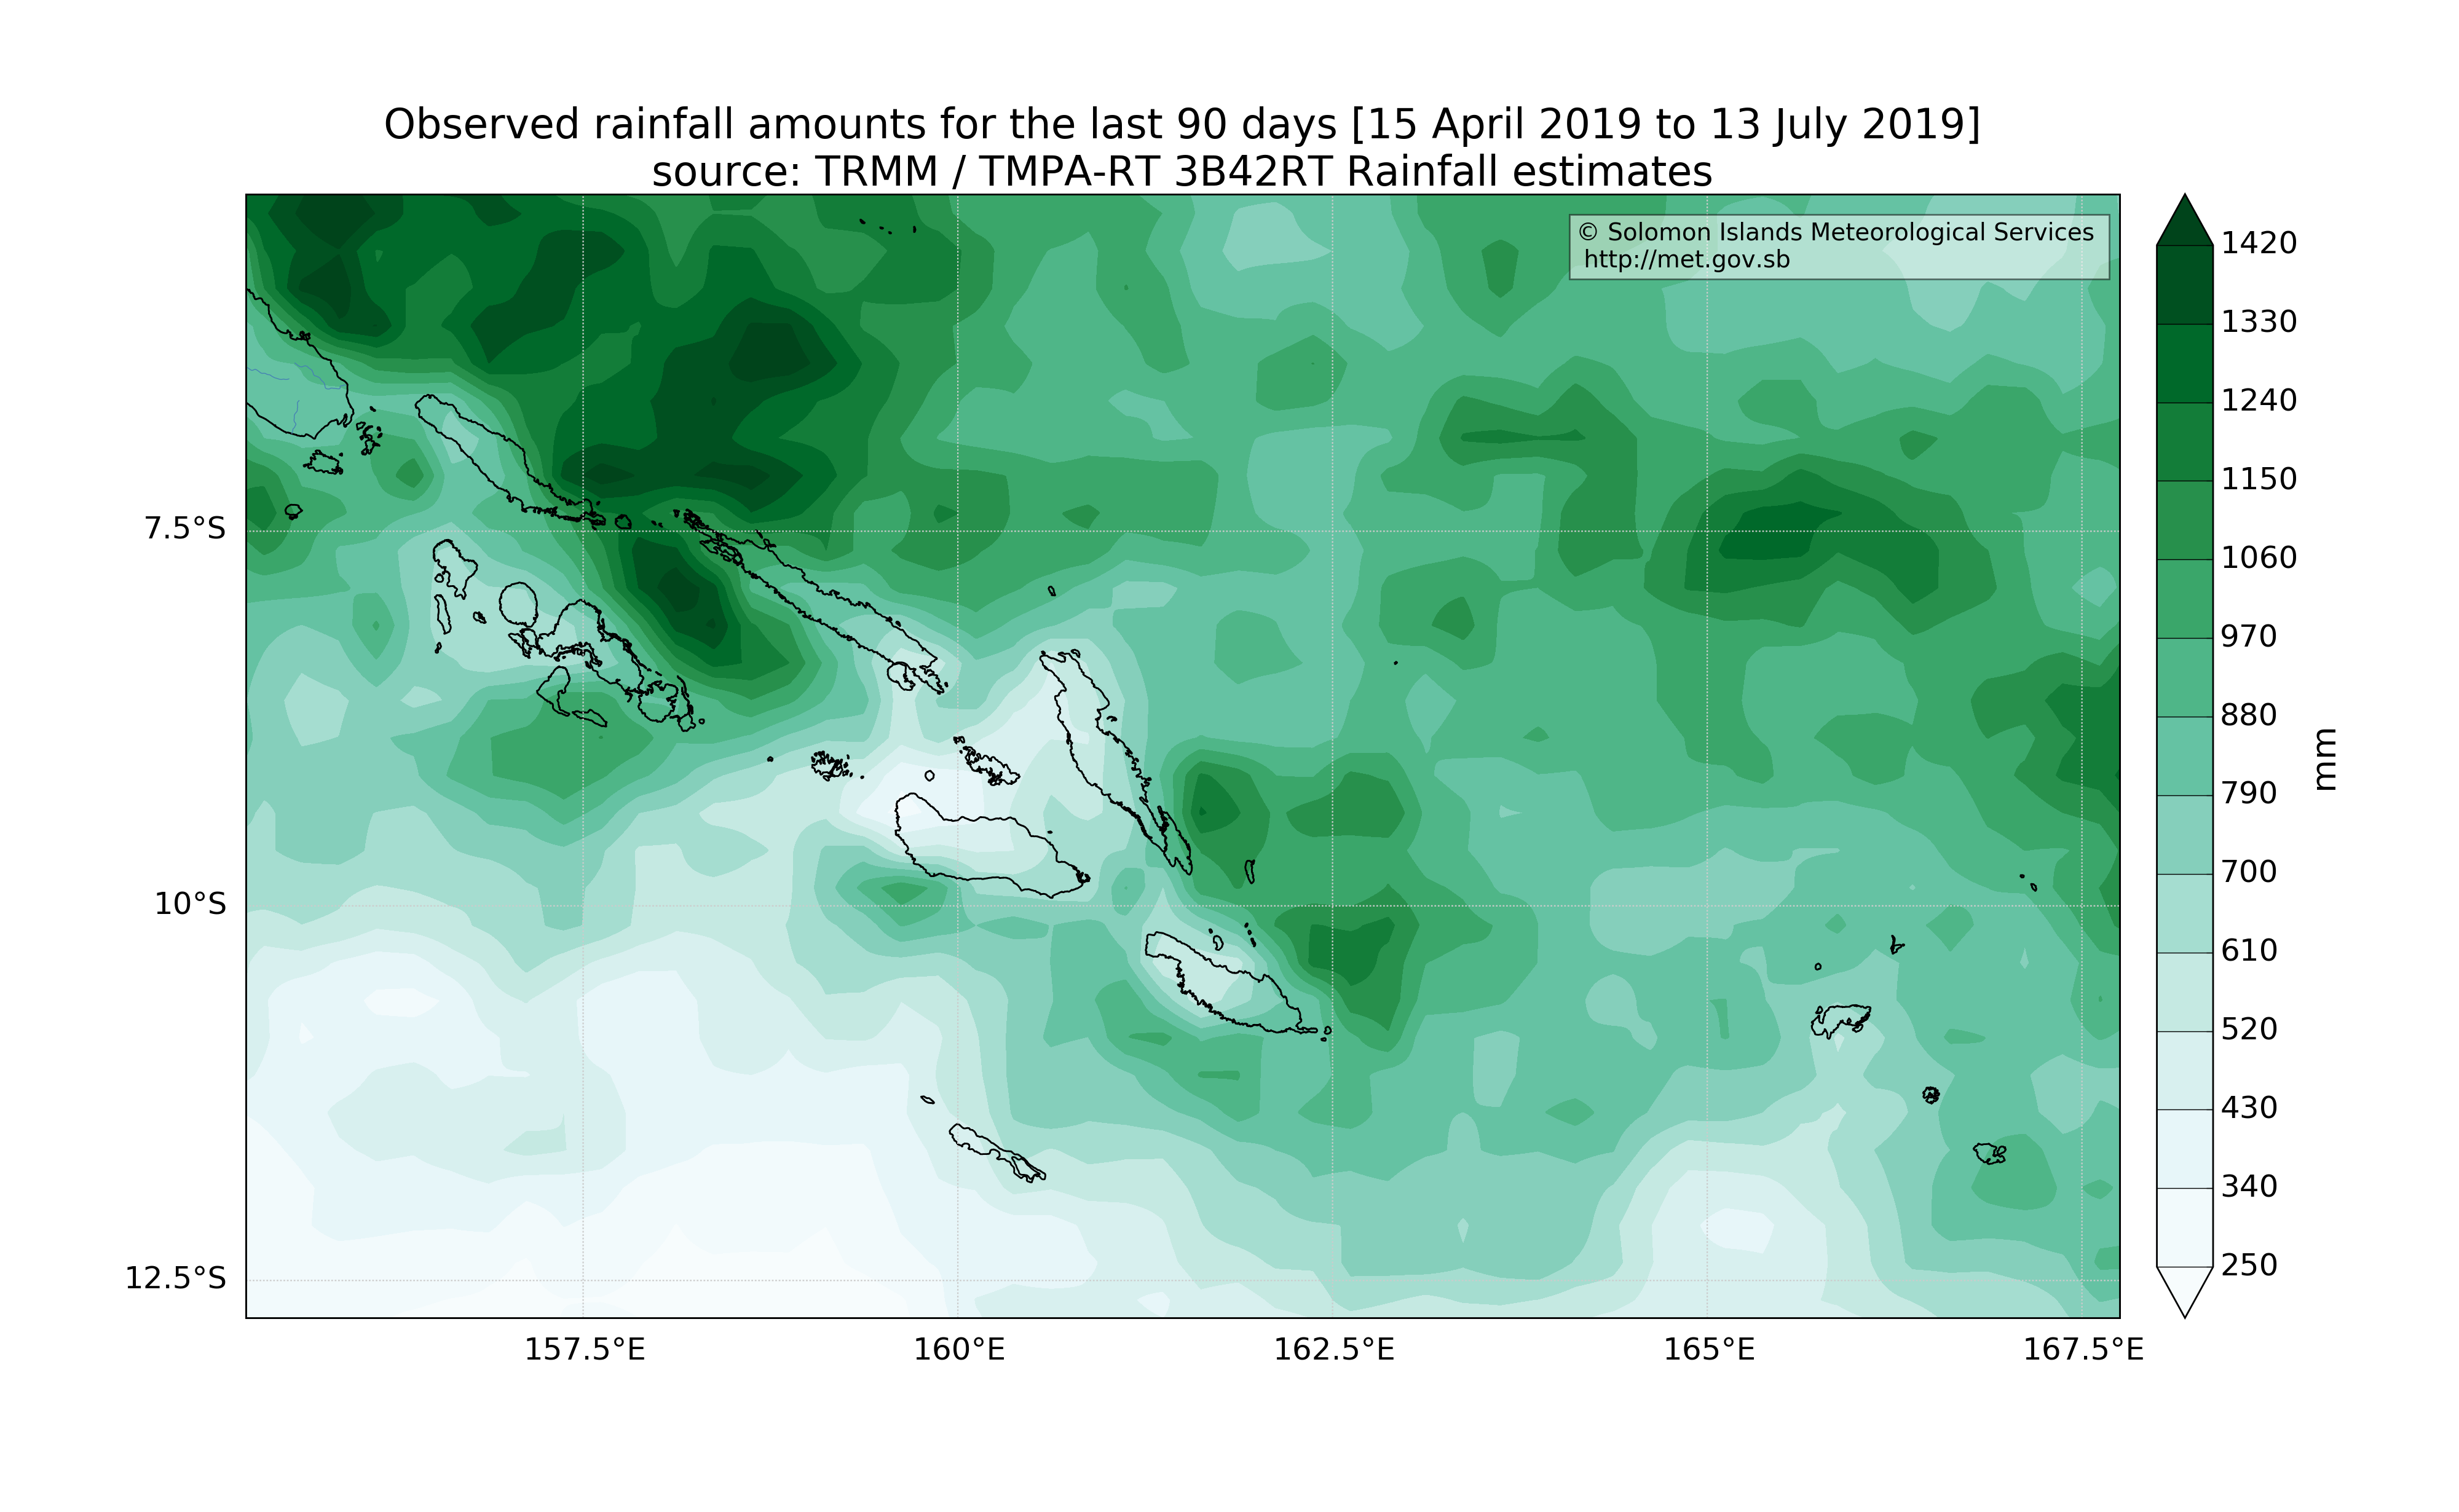 Observed rainfall amounts for the last 90 days [15 April 2019 to 13 July 2019]
source: TRMM / TMPA-RT 3B42RT Rainfall estimates
© Solomon Islands Meteorological Services
http://met.gov.sb
7.5°S
10°S
12.5°S
157.5°E
160°E
162.5°E
165°E
167.5°E
1420
1330
1240
1150
1060
970
880
790
700
610
520
430
340
250
mm